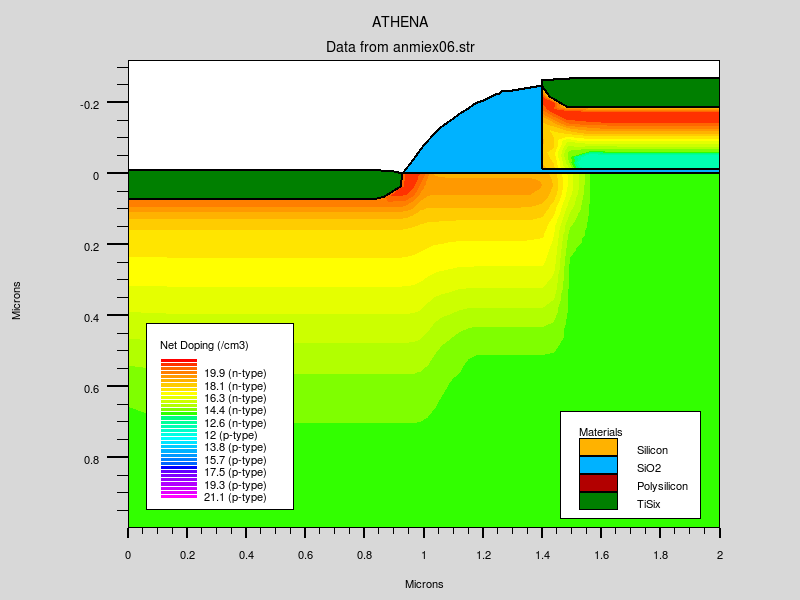 ATHENA
Data from anmiex06.str
-0.2
0
0.2
0.4
0.6
0.8
Microns
Net Doping (/cm3)
19.9 (n-type)
18.1 (n-type)
16.3 (n-type)
14.4 (n-type)
12.6 (n-type)
12 (p-type)
13.8 (p-type)
15.7 (p-type)
17.5 (p-type)
19.3 (p-type)
21.1 (p-type)
Materials
Silicon
SiO2
Polysilicon
TiSix
0 0.2 0.4 0.6 0.8 1 1.2 1.4 1.6 1.8 2
Microns